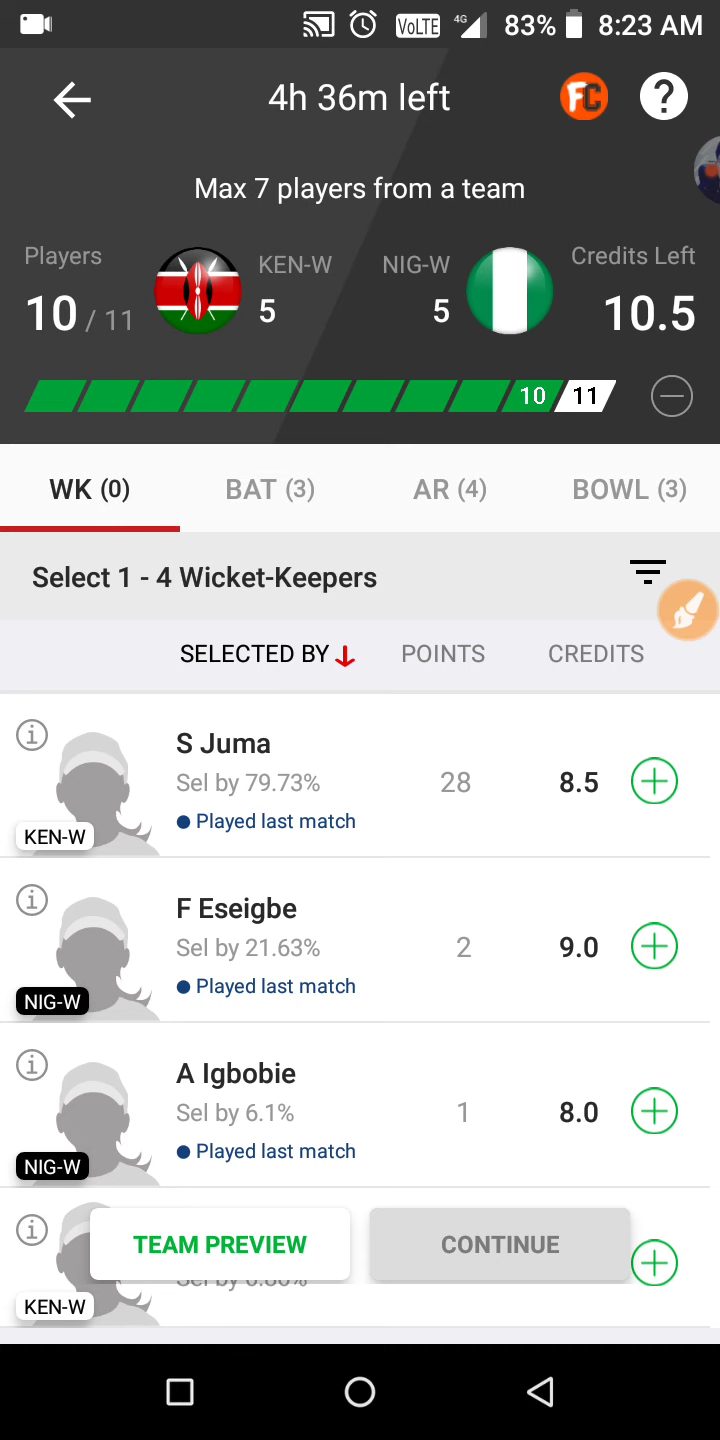 VoLTE 4G 83% 8:23 AM
4h 36m left
FC ?
Max 7 players from a team
Players KEN-W NIG-W Credits Left
10 / 11 5 5 10.5
10 11
WK (0) BAT (3) AR (4) BOWL (3)
Select 1 - 4 Wicket-Keepers
SELECTED BY POINTS CREDITS
S Juma
Sel by 79.73% 28 8.5
Played last match
KEN-W
F Eseigbe
Sel by 21.63% 2 9.0
Played last match
NIG-W
A Igbobie
Sel by 6.1% 1 8.0
Played last match
NIG-W
TEAM PREVIEW CONTINUE
Sel by
KEN-W